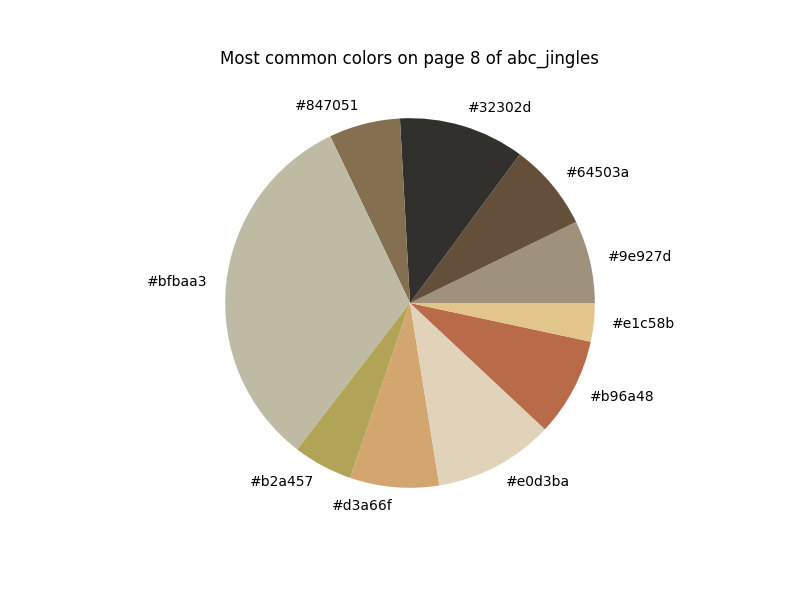 Most common colors on page 8 of abc_jingles
#847051
#32302d
#64503a
#9e927d
#bfbaa3
#e1c58b
#b96a48
#b2a457
#e0d3ba
#d3a66f